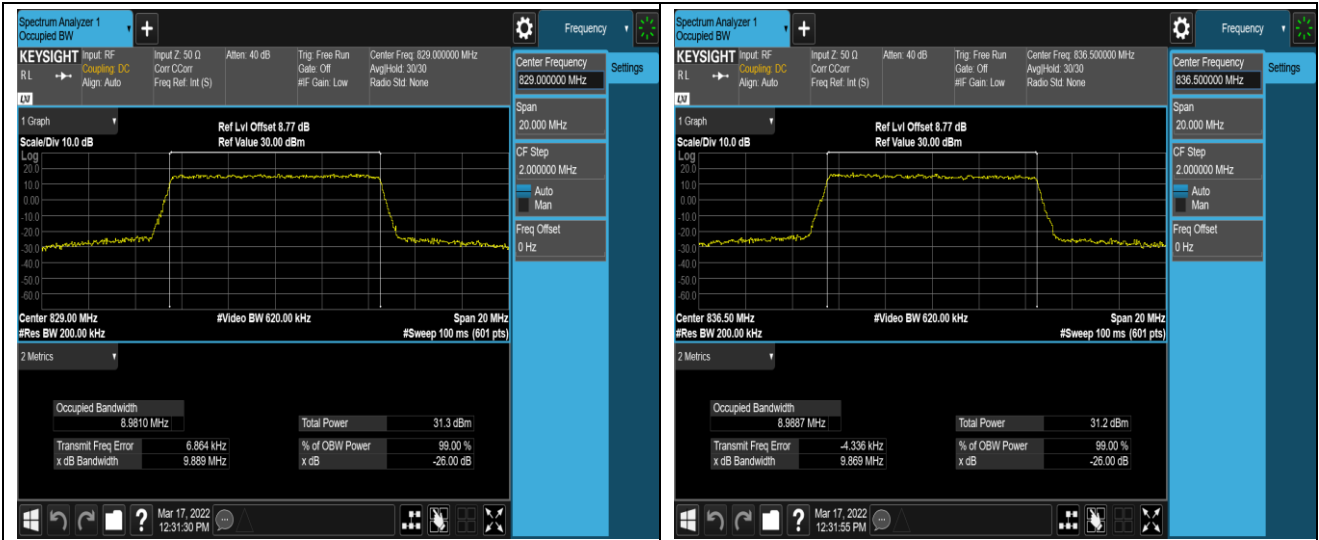 Spectrum Analyzer 1
Occupied BW
+
Frequency
KEYSIGHT Input: RF Input Z: 50 Ω Atten: 40 dB Trig: Free Run Center Freq: 829.000000 MHz
RL Coupling: DC Corr CCorr Gate: Off Avg|Hold: 30/30
Align: Auto Freq Ref: Int (S) #IF Gain: Low Radio Std: None
LXI
Center Frequency
829.000000 MHz
Settings
Span
20.000 MHz
CF Step
2.000000 MHz
Auto
Man
Freq Offset
0 Hz
1 Graph
Ref Lvl Offset 8.77 dB
Scale/Div 10.0 dB Ref Value 30.00 dBm
Log
20.0
10.0
0.00
-10.0
-20.0
-30.0
-40.0
-50.0
-60.0
Center 829.00 MHz #Video BW 620.00 kHz Span 20 MHz
#Res BW 200.00 kHz #Sweep 100 ms (601 pts)
2 Metrics
Occupied Bandwidth
8.9810 MHz Total Power 31.3 dBm
Transmit Freq Error 6.864 kHz % of OBW Power 99.00 %
x dB Bandwidth 9.889 MHz x dB -26.00 dB
? Mar 17, 2022
12:31:30 PM
Spectrum Analyzer 1
Occupied BW
+
Frequency
KEYSIGHT Input: RF Input Z: 50 Ω Atten: 40 dB Trig: Free Run Center Freq: 836.500000 MHz
RL Coupling: DC Corr CCorr Gate: Off Avg|Hold: 30/30
Align: Auto Freq Ref: Int (S) #IF Gain: Low Radio Std: None
LXI
Center Frequency
836.500000 MHz
Settings
Span
20.000 MHz
CF Step
2.000000 MHz
Auto
Man
Freq Offset
0 Hz
1 Graph
Ref Lvl Offset 8.77 dB
Scale/Div 10.0 dB Ref Value 30.00 dBm
Log
20.0
10.0
0.00
-10.0
-20.0
-30.0
-40.0
-50.0
-60.0
Center 836.50 MHz #Video BW 620.00 kHz Span 20 MHz
#Res BW 200.00 kHz #Sweep 100 ms (601 pts)
2 Metrics
Occupied Bandwidth
8.9887 MHz Total Power 31.2 dBm
Transmit Freq Error -4.336 kHz % of OBW Power 99.00 %
x dB Bandwidth 9.869 MHz x dB -26.00 dB
? Mar 17, 2022
12:31:55 PM